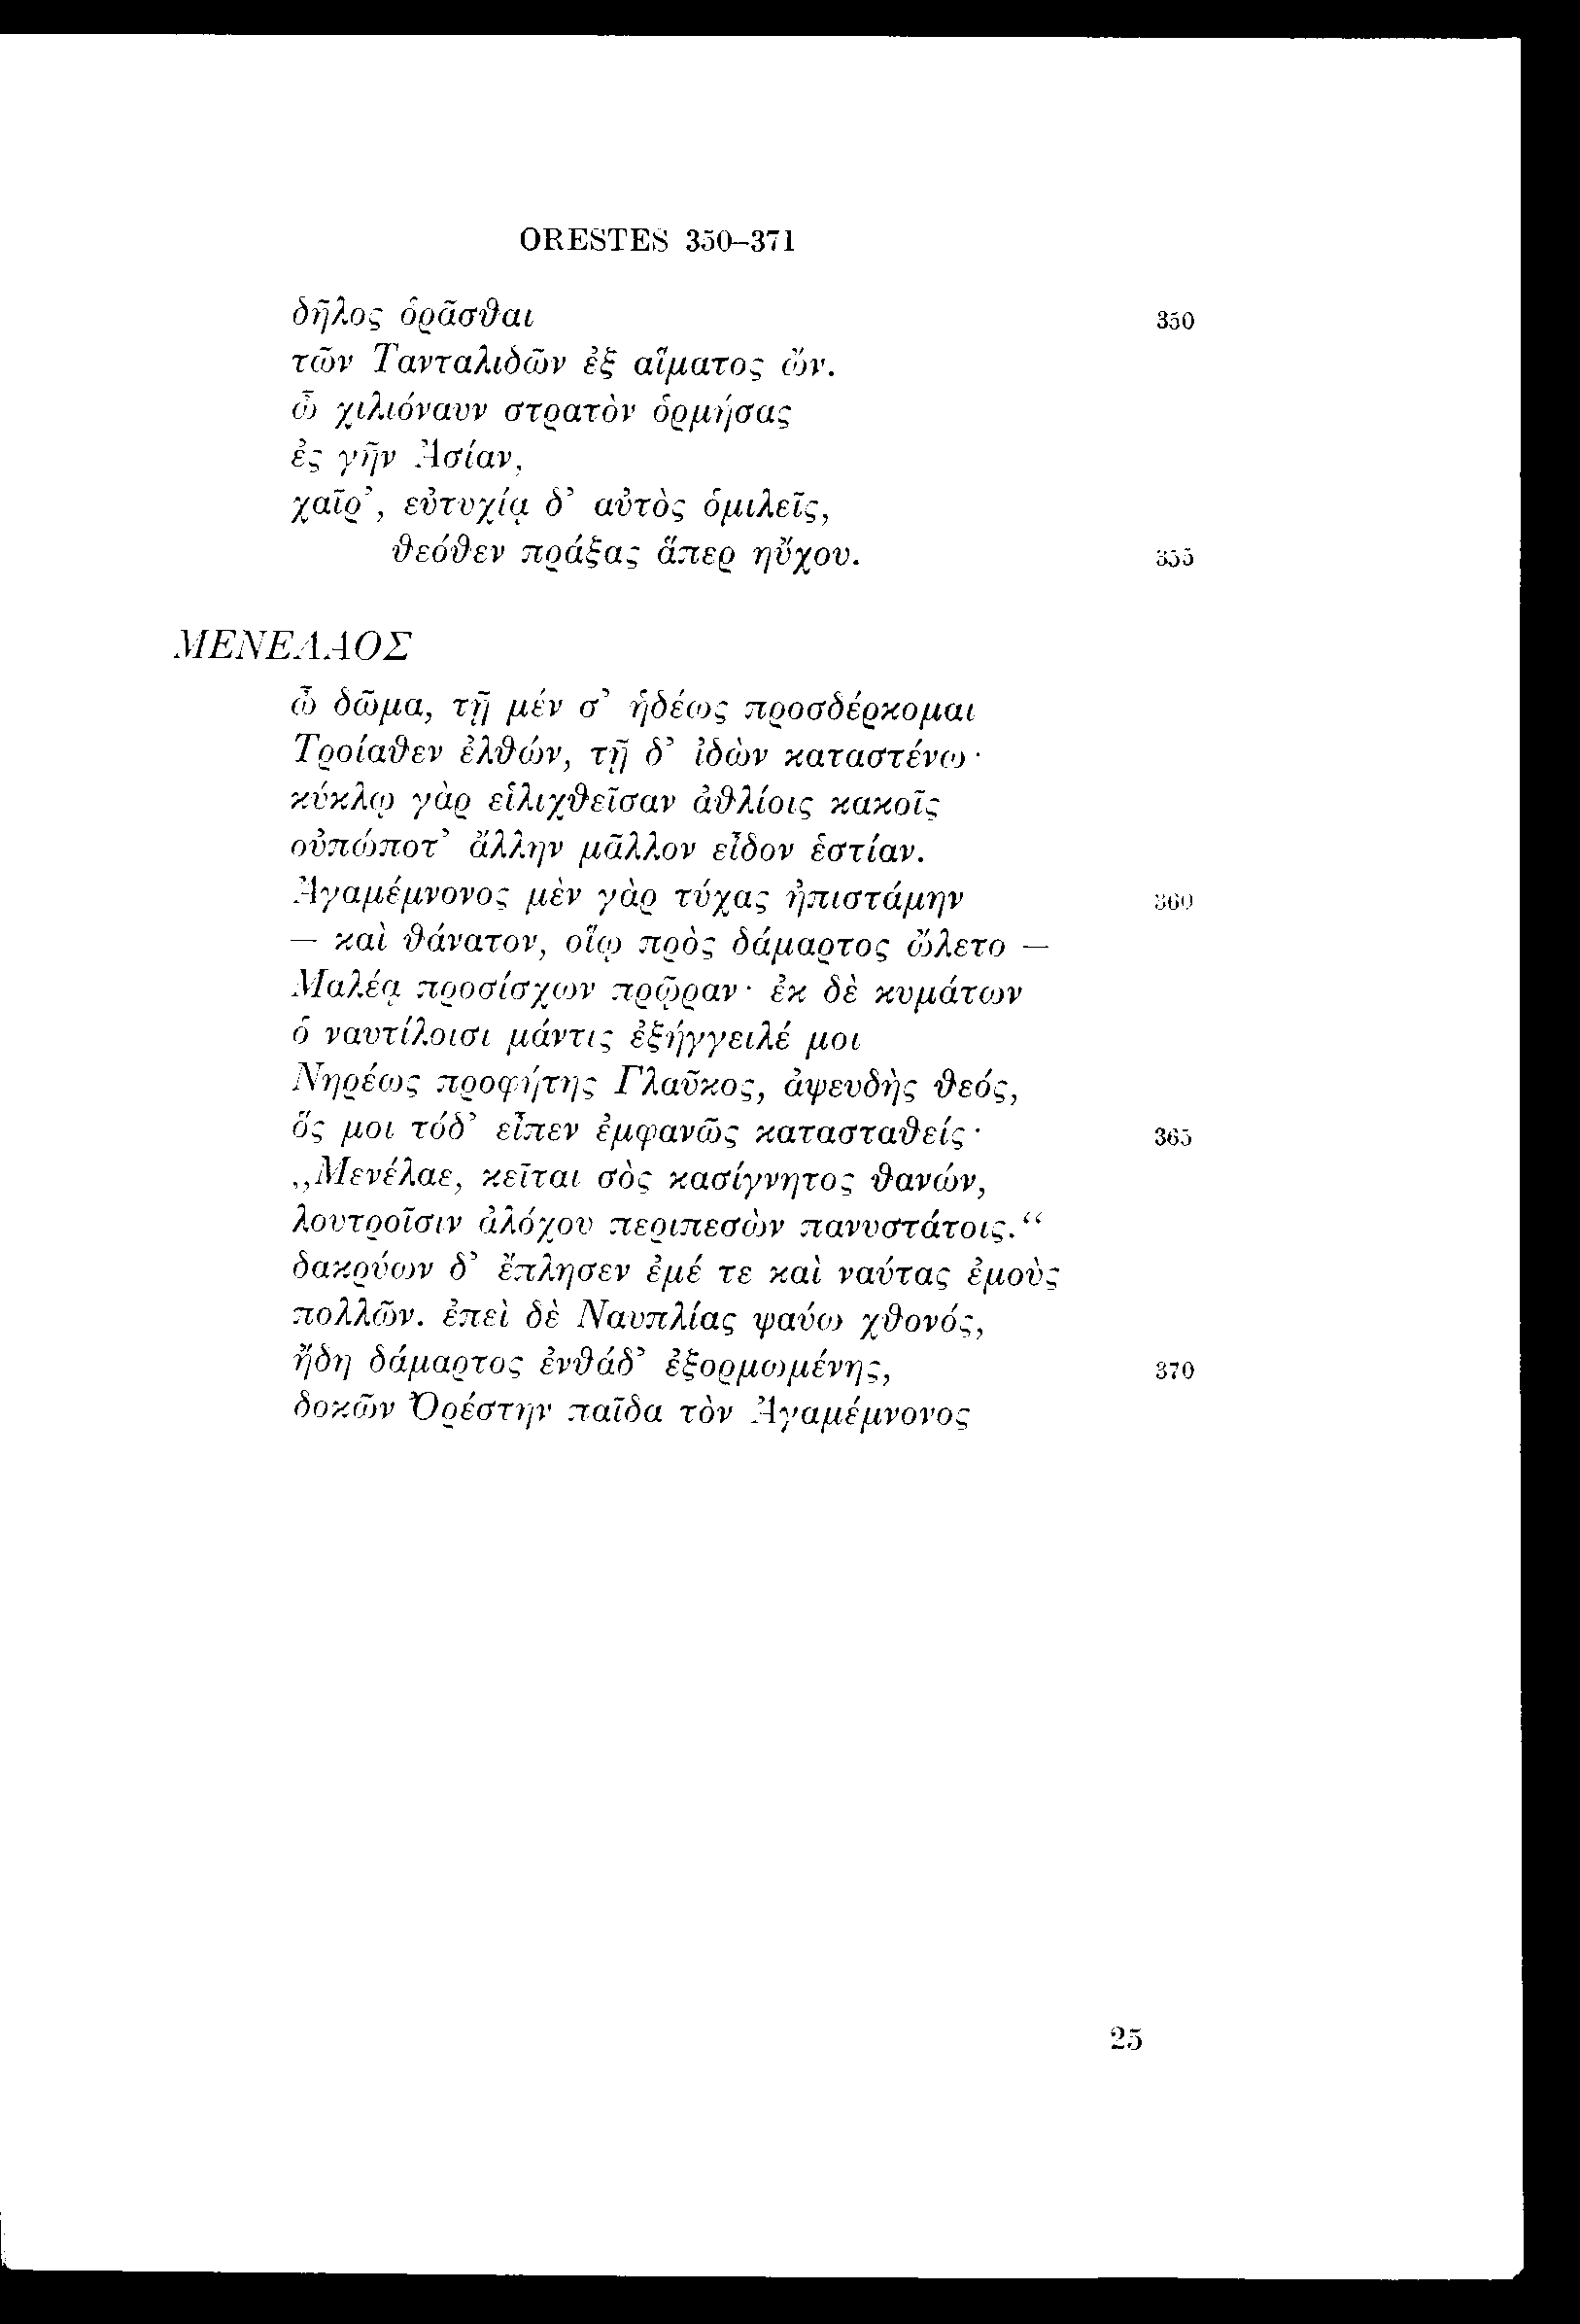 ORESTES 350–371
δῆλος ὁρᾶσθαι 350
τῶν Τανταλιδῶν ἐξ αἵματος ὤν.
ὦ χιλιόναυν στρατὸν ὁρμήσας
ἐς γῆν Ἀσίαν,
χαῖρ’, εὐτυχίᾳ δ’ αὐτὸς ὁμιλεῖς,
θεόθεν πράξας ἅπερ ηὔχου. 355
ΜΕΝΕΛΑΟΣ
ὦ δῶμα, τῇ μέν σ’ ἡδέως προσδέρκομαι
Τροίαθεν ἐλθών, τῇ δ’ ἰδὼν καταστένω·
κύκλῳ γὰρ εἱλιχθεῖσαν ἀθλίοις κακοῖς
οὐπώποτ’ ἄλλην μᾶλλον εἶδον ἑστίαν.
Ἀγαμέμνονος μὲν γὰρ τύχας ἠπιστάμην 360
— καὶ θάνατον, οἵῳ πρὸς δάμαρτος ὤλετο —
Μαλέᾳ προσίσχων πρῷραν· ἐκ δὲ κυμάτων
ὁ ναυτίλοισι μάντις ἐξήγγειλέ μοι
Νηρέως προφήτης Γλαῦκος, ἀψευδὴς θεός,
ὅς μοι τόδ’ εἶπεν ἐμφανῶς κατασταθείς· 365
„Μενέλαε, κεῖται σὸς κασίγνητος θανών,
λουτροῖσιν ἀλόχου περιπεσὼν πανυστάτοις.“
δακρύων δ’ ἔπλησεν ἐμέ τε καὶ ναύτας ἐμοὺς
πολλῶν. ἐπεὶ δὲ Ναυπλίας ψαύω χθονός,
ἤδη δάμαρτος ἐνθάδ’ ἐξορμωμένης, 370
δοκῶν Ὀρέστην παῖδα τὸν Ἀγαμέμνονος
25